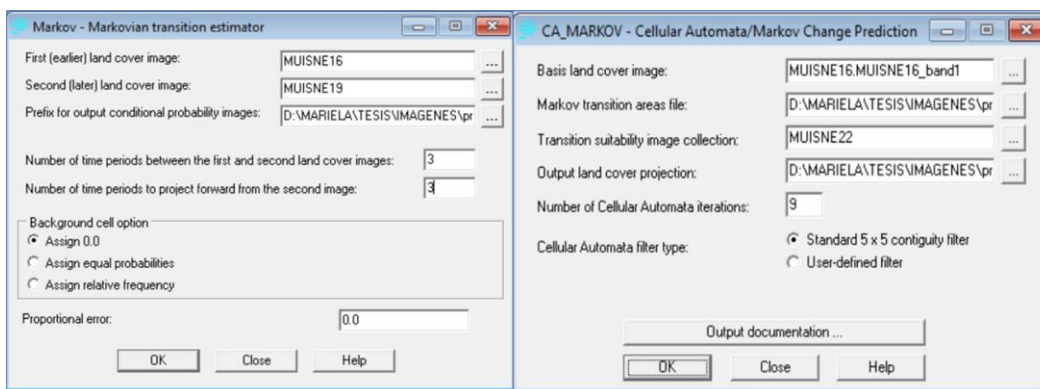 Markov - Markovian transition estimator
First (earlier) land cover image: MUISNE16 ...
Second (later) land cover image: MUISNE19 ...
Prefix for output conditional probability images: D:\MARIELA\TESIS\IMAGENES\pr ...
Number of time periods between the first and second land cover images: 3
Number of time periods to project forward from the second image: 3
Background cell option
Assign 0.0
Assign equal probabilities
Assign relative frequency
Proportional error: 0.0
OK Close Help
CA_MARKOV - Cellular Automata/Markov Change Prediction
Basis land cover image: MUISNE16.MUISNE16_band1 ...
Markov transition areas file: D:\MARIELA\TESIS\IMAGENES\pr ...
Transition suitability image collection: MUISNE22 ...
Output land cover projection: D:\MARIELA\TESIS\IMAGENES\pr ...
Number of Cellular Automata iterations: 9
Cellular Automata filter type: Standard 5 x 5 contiguity filter
User-defined filter
Output documentation ...
OK Close Help